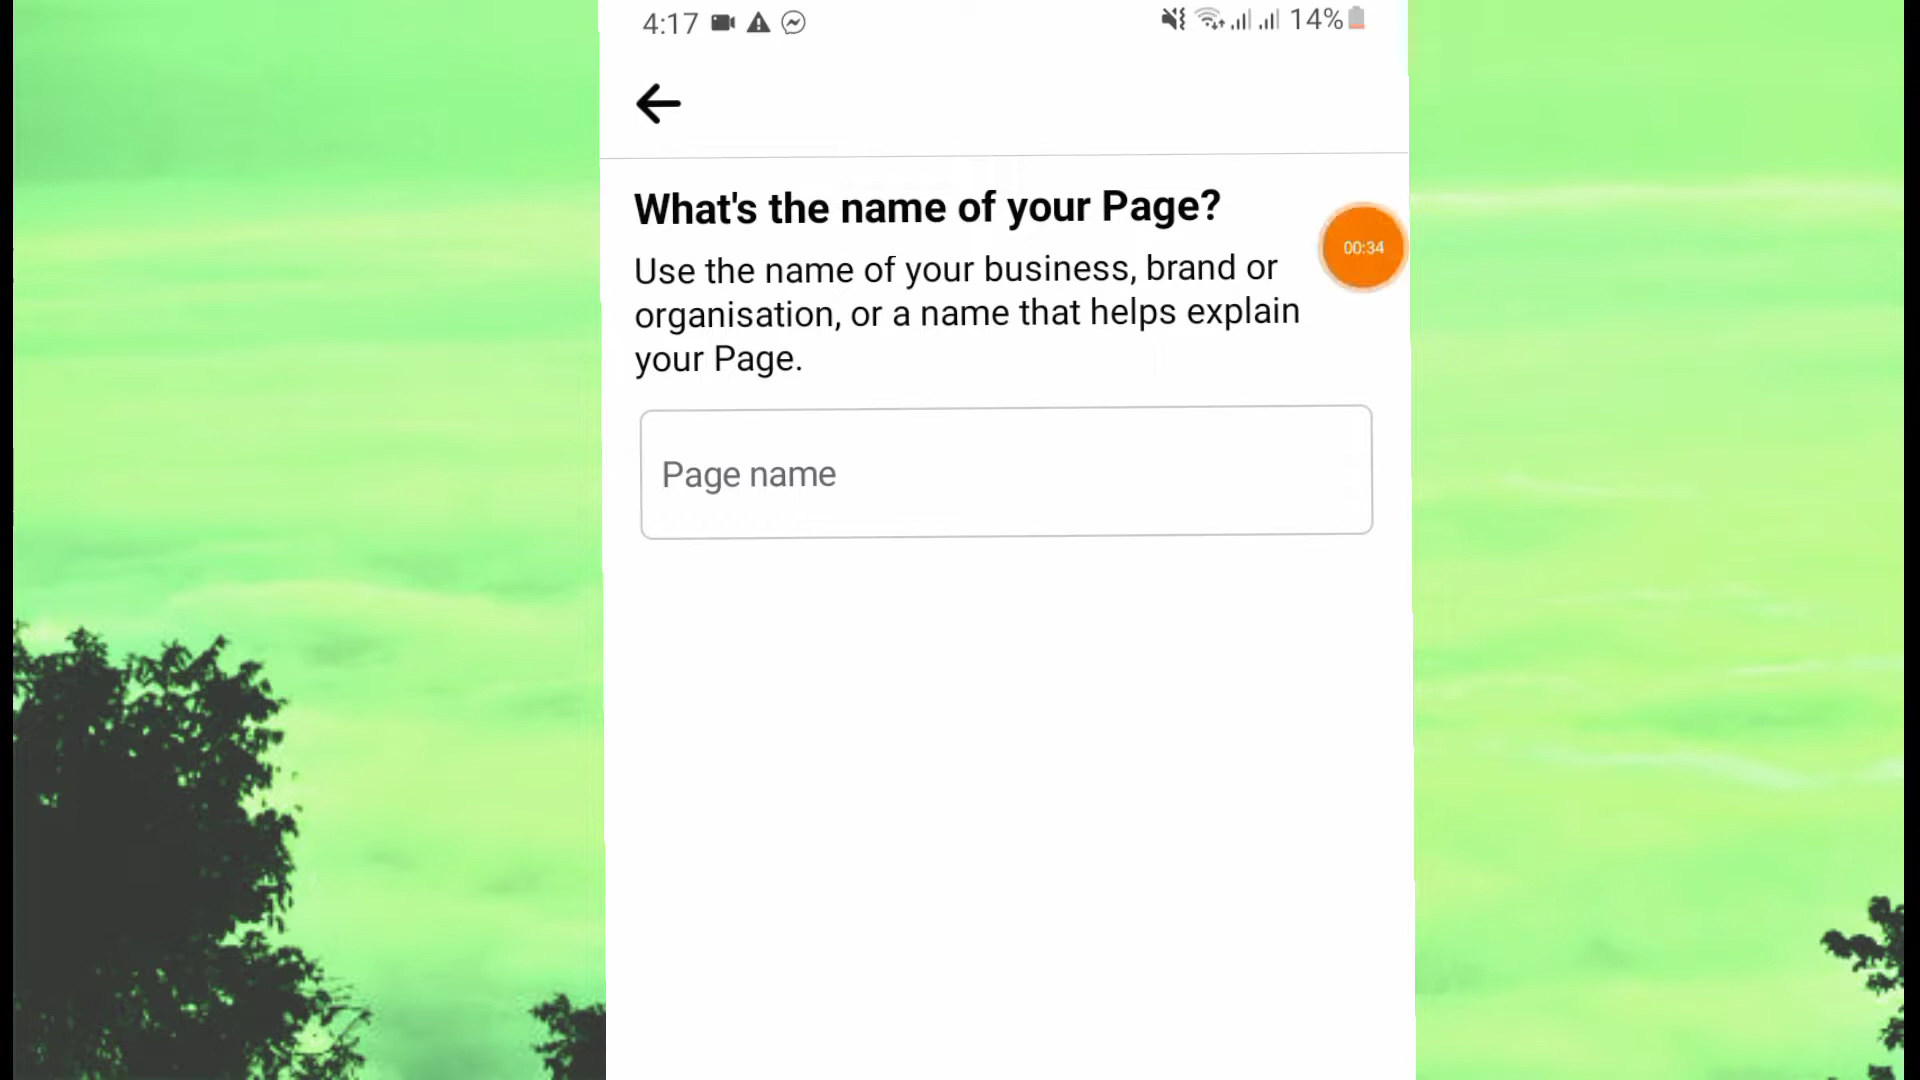 4:17
14%
What's the name of your Page?
00:34
Use the name of your business, brand or
organisation, or a name that helps explain
your Page.
Page name